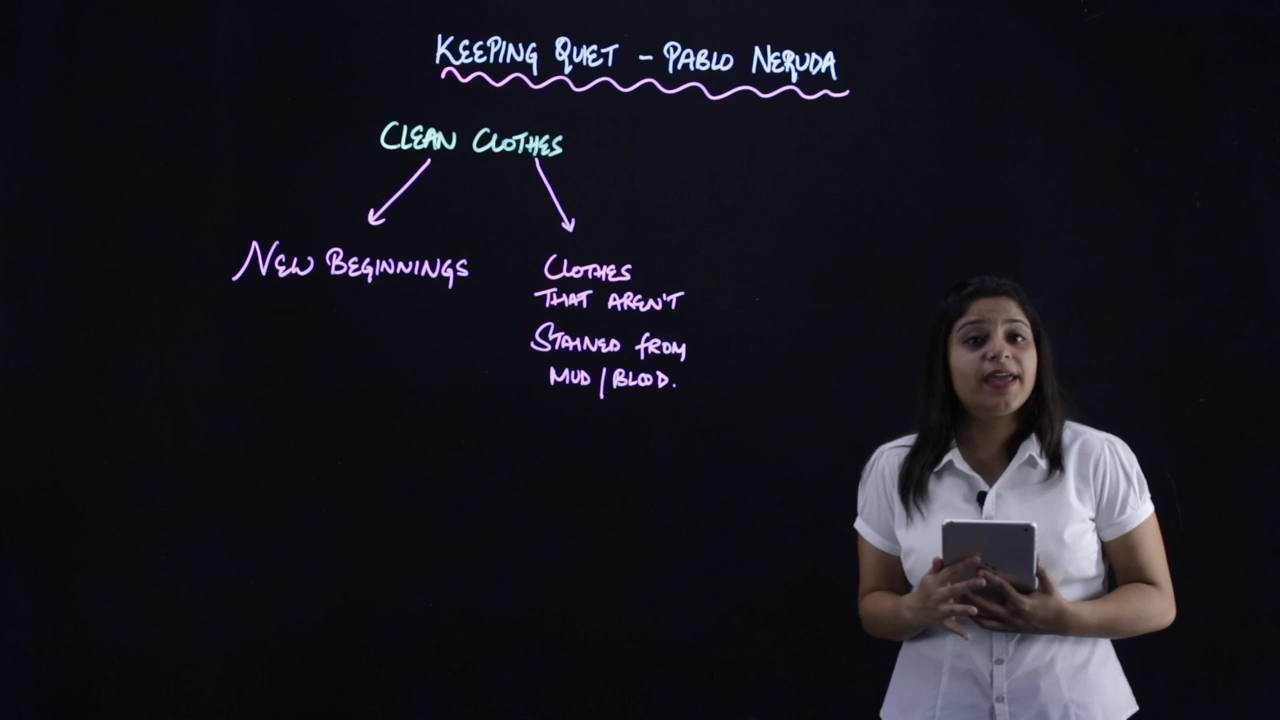 KEEPING QUIET - PABLO NERUDA
CLEAN CLOTHES
NEW BEGINNINGS
CLOTHES
THAT AREN'T
STAINED FROM
MUD / BLOOD.